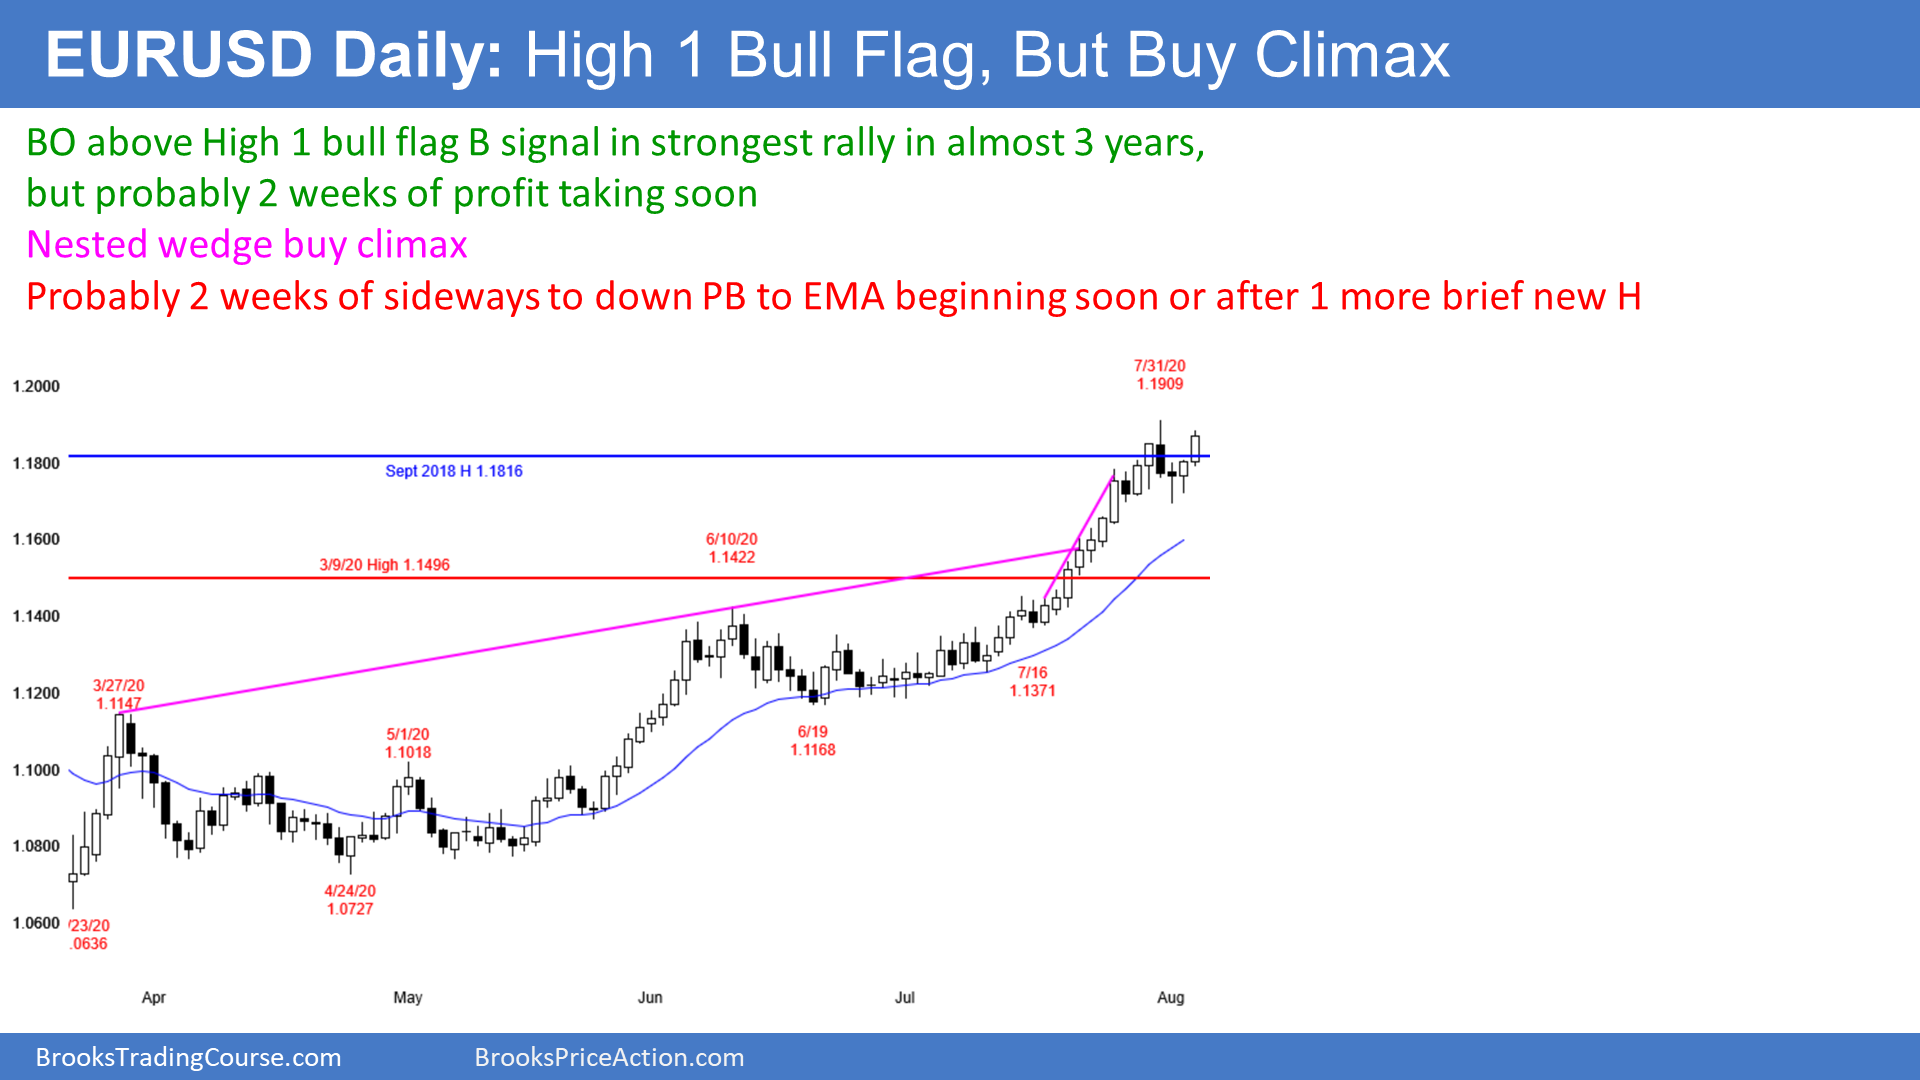 EURUSD Daily: High 1 Bull Flag, But Buy Climax
BO above High 1 bull flag B signal in strongest rally in almost 3 years,
but probably 2 weeks of profit taking soon
Nested wedge buy climax
Probably 2 weeks of sideways to down PB to EMA beginning soon or after 1 more brief new H
7/31/20
1.1909
1.2000
1.1800
Sept 2018 H 1.1816
1.1600
6/10/20
1.1422
3/9/20 High 1.1496
1.1400
7/16
1.1371
1.1200
3/27/20
1.1147
6/19
1.1168
5/1/20
1.1018
1.1000
1.0800
4/24/20
1.0727
1.0600
/23/20
.0636
Apr May Jun Jul Aug
BrooksTradingCourse.com BrooksPriceAction.com